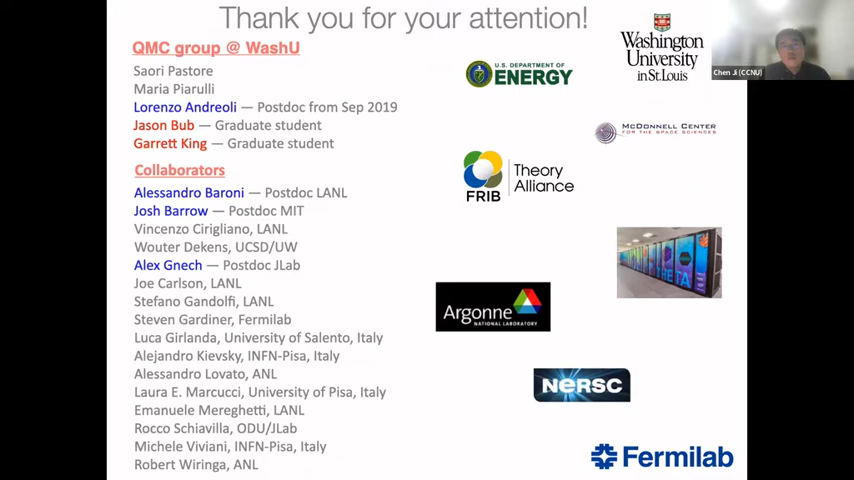 Thank you for your attention!
QMC group @ WashU
Saori Pastore
Maria Piarulli
Lorenzo Andreoli — Postdoc from Sep 2019
Jason Bub — Graduate student
Garrett King — Graduate student
Collaborators
Alessandro Baroni — Postdoc LANL
Josh Barrow — Postdoc MIT
Vincenzo Cirigliano, LANL
Wouter Dekens, UCSD/UW
Alex Gnech — Postdoc JLab
Joe Carlson, LANL
Stefano Gandolfi, LANL
Steven Gardiner, Fermilab
Luca Girlanda, University of Salento, Italy
Alejandro Kievsky, INFN-Pisa, Italy
Alessandro Lovato, ANL
Laura E. Marcucci, University of Pisa, Italy
Emanuele Mereghetti, LANL
Rocco Schiavilla, ODU/JLab
Michele Viviani, INFN-Pisa, Italy
Robert Wiringa, ANL
U.S. DEPARTMENT OF
ENERGY
Washington
University
in St. Louis
Chen Ji (CCNU)
MCDONNELL CENTER
FOR THE SPACE SCIENCES
FRIB
Theory
Alliance
THETA
Argonne
NATIONAL LABORATORY
NERSC
Fermilab